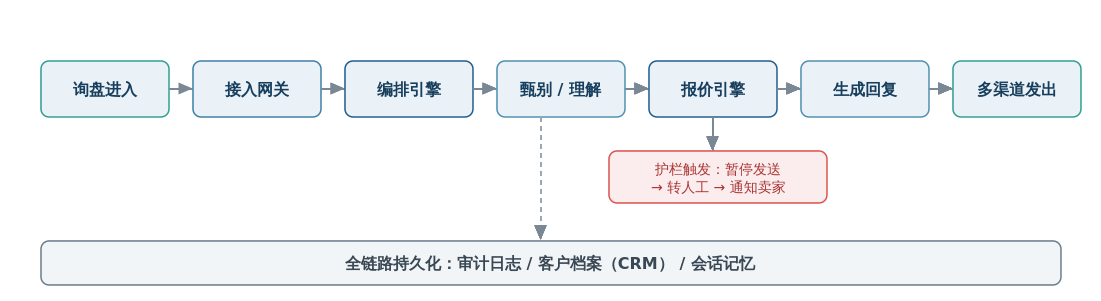 询盘进入
接入网关
编排引擎
甄别 / 理解
报价引擎
生成回复
多渠道发出
护栏触发：暂停发送
→ 转人工 → 通知卖家
全链路持久化：审计日志 / 客户档案（CRM） / 会话记忆